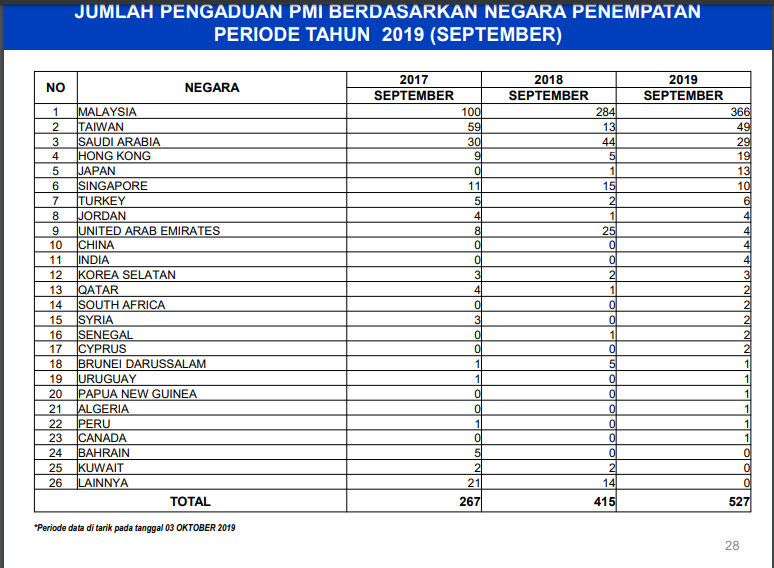 JUMLAH PENGADUAN PMI BERDASARKAN NEGARA PENEMPATAN
PERIODE TAHUN 2019 (SEPTEMBER)
NO NEGARA 2017 2018 2019
SEPTEMBER SEPTEMBER SEPTEMBER
1 MALAYSIA 100 284 366
2 TAIWAN 59 13 49
3 SAUDI ARABIA 30 44 29
4 HONG KONG 9 5 19
5 JAPAN 0 1 13
6 SINGAPORE 11 15 10
7 TURKEY 5 2 6
8 JORDAN 4 1 4
9 UNITED ARAB EMIRATES 8 25 4
10 CHINA 0 0 4
11 INDIA 0 0 4
12 KOREA SELATAN 3 2 3
13 QATAR 4 1 2
14 SOUTH AFRICA 0 0 2
15 SYRIA 3 0 2
16 SENEGAL 0 1 2
17 CYPRUS 0 0 2
18 BRUNEI DARUSSALAM 1 5 1
19 URUGUAY 1 0 1
20 PAPUA NEW GUINEA 0 0 1
21 ALGERIA 0 0 1
22 PERU 1 0 1
23 CANADA 0 0 1
24 BAHRAIN 5 0 0
25 KUWAIT 2 2 0
26 LAINNYA 21 14 0
TOTAL 267 415 527
*Periode data di tarik pada tanggal 03 OKTOBER 2019
28